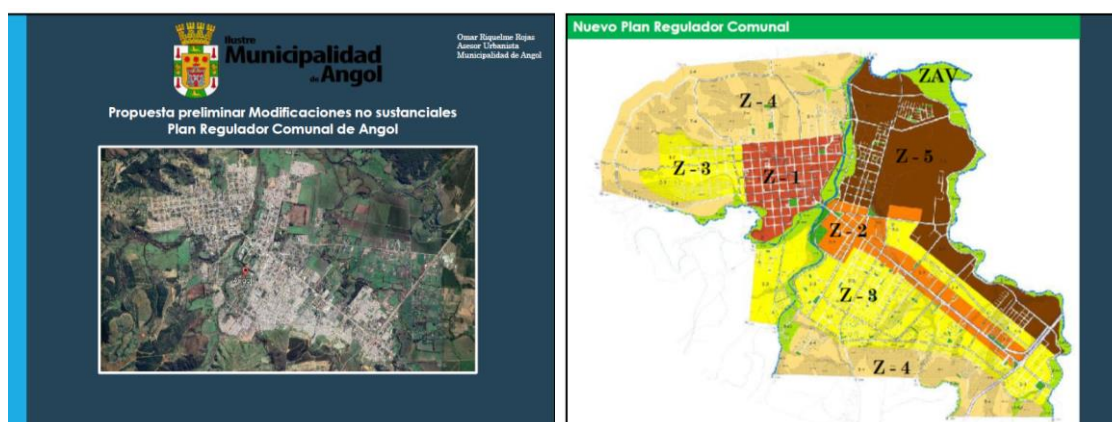 Ilustre
Municipalidad
de Angol
Omar Riquelme Rojas
Asesor Urbanista
Municipalidad de Angol
Propuesta preliminar Modificaciones no sustanciales
Plan Regulador Comunal de Angol
Nuevo Plan Regulador Comunal
ZAV
Z - 4
Z - 5
Z - 3
Z - 1
Z - 2
Z - 3
Z - 4